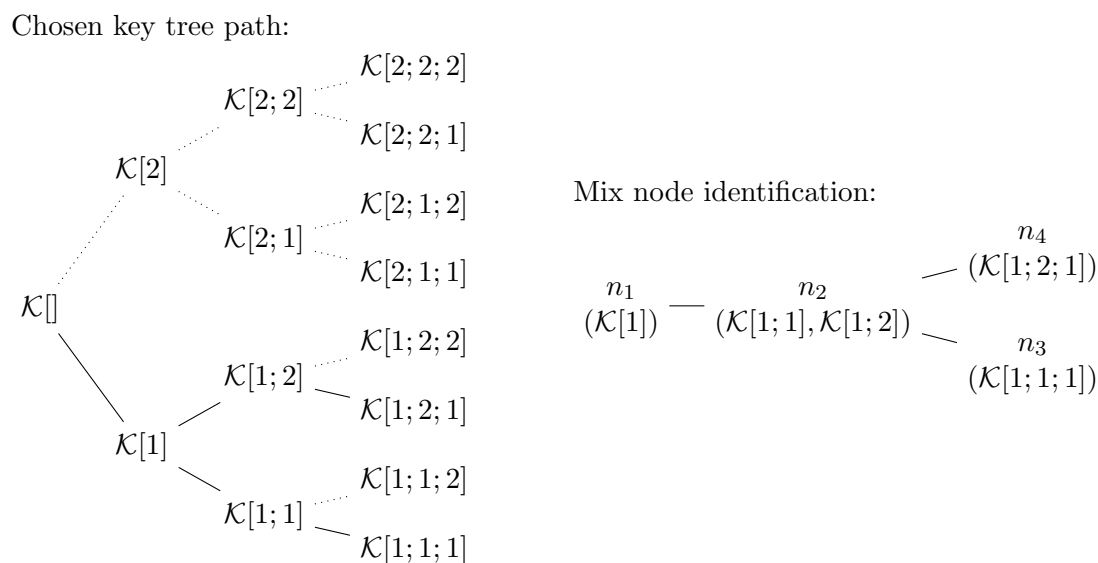 Chosen key tree path:
𝒦[2; 2; 2]
𝒦[2; 2]
𝒦[2; 2; 1]
𝒦[2]
𝒦[2; 1; 2]
𝒦[2; 1]
𝒦[2; 1; 1]
𝒦[]
𝒦[1; 2; 2]
𝒦[1; 2]
𝒦[1; 2; 1]
𝒦[1]
𝒦[1; 1; 2]
𝒦[1; 1]
𝒦[1; 1; 1]
Mix node identification:
n₁
(𝒦[1])
n₂
(𝒦[1; 1], 𝒦[1; 2])
n₄
(𝒦[1; 2; 1])
n₃
(𝒦[1; 1; 1])